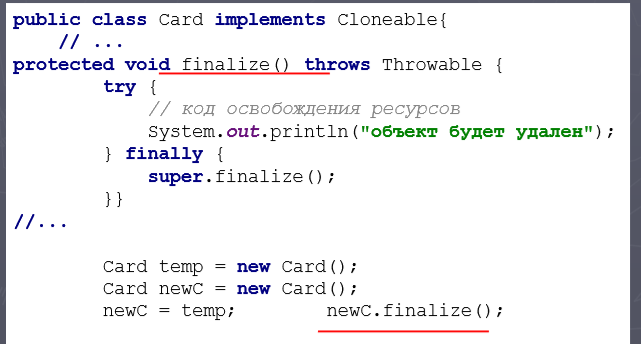 public class Card implements Cloneable{
// ...
protected void finalize() throws Throwable {
try {
// код освобождения ресурсов
System.out.println("объект будет удален");
} finally {
super.finalize();
}}
//...
Card temp = new Card();
Card newC = new Card();
newC = temp; newC.finalize();